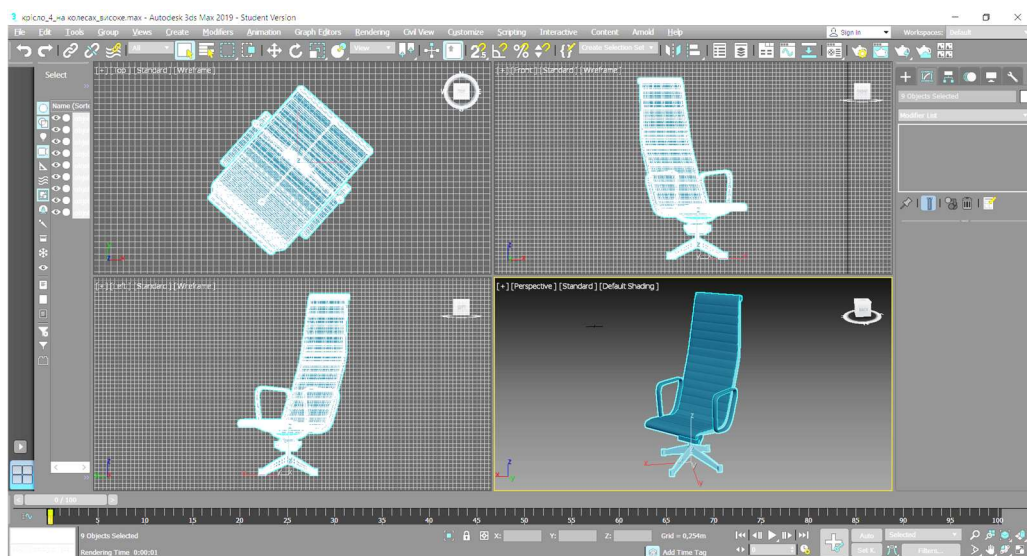 крісло_4_на колесах_високе.max - Autodesk 3ds Max 2019 - Student Version
File Edit Tools Group Views Create Modifiers Animation Graph Editors Rendering Civil View Customize Scripting Interactive Content Arnold Help Sign In Workspaces: Default
All View Create Selection Set
Select
Name (Sorte
[+] [Top] [Standard] [Wireframe]
[+] [Front] [Standard] [Wireframe]
[+] [Left] [Standard] [Wireframe]
[+] [Perspective] [Standard] [Default Shading]
9 Objects Selected
Modifier List
0 / 100
5 10 15 20 25 30 35 40 45 50 55 60 65 70 75 80 85 90 95 100
9 Objects Selected X: Y: Z: Grid = 0,254m Auto Selected
Rendering Time 0:00:01 Add Time Tag Set K. Filters...